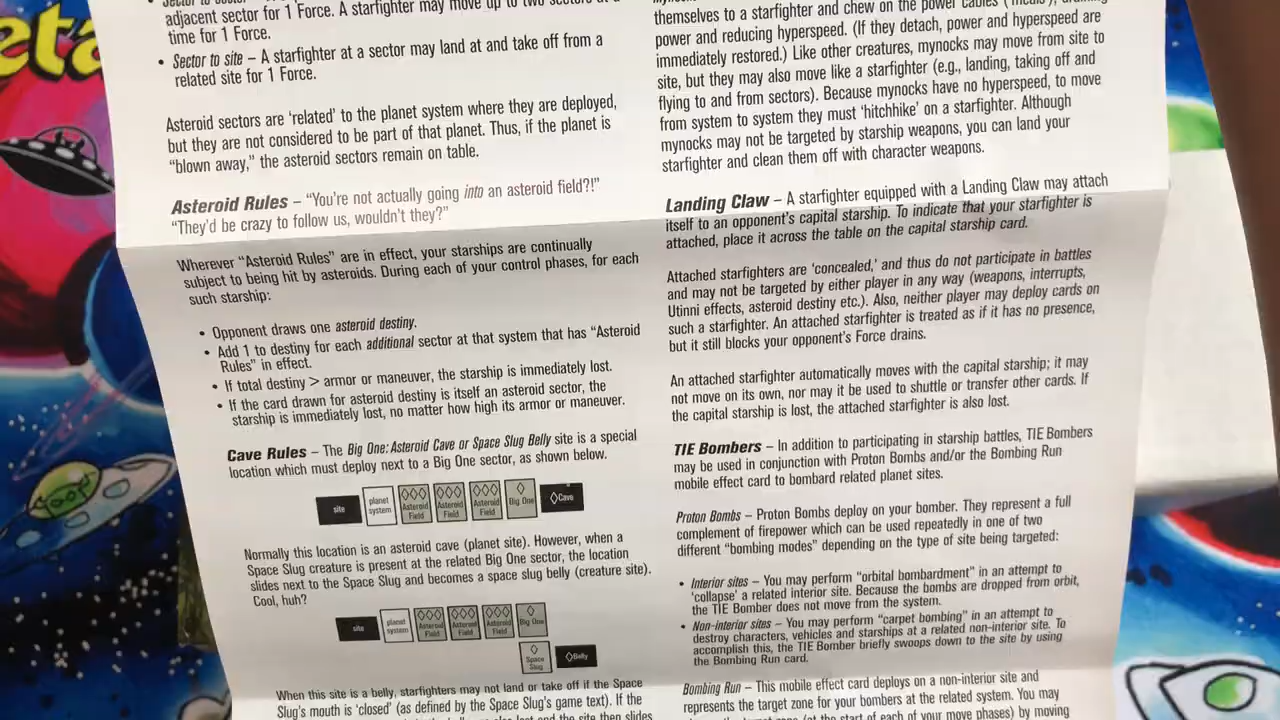 eta
adjacent sector for 1 Force. A starfighter may move up to two sectors at a
time for 1 Force.
• Sector to site – A starfighter at a sector may land at and take off from a
related site for 1 Force.
Asteroid sectors are 'related' to the planet system where they are deployed,
but they are not considered to be part of that planet. Thus, if the planet is
"blown away," the asteroid sectors remain on table.
Asteroid Rules – "You're not actually going into an asteroid field?!"
"They'd be crazy to follow us, wouldn't they?"
Wherever "Asteroid Rules" are in effect, your starships are continually
subject to being hit by asteroids. During each of your control phases, for each
such starship:
• Opponent draws one asteroid destiny.
• Add 1 to destiny for each additional sector at that system that has "Asteroid
Rules" in effect.
• If total destiny > armor or maneuver, the starship is immediately lost.
• If the card drawn for asteroid destiny is itself an asteroid sector, the
starship is immediately lost, no matter how high its armor or maneuver.
Cave Rules – The Big One: Asteroid Cave or Space Slug Belly site is a special
location which must deploy next to a Big One sector, as shown below.
site planet system Asteroid Field Asteroid Field Asteroid Field Big One Cave
Normally this location is an asteroid cave (planet site). However, when a
Space Slug creature is present at the related Big One sector, the location
slides next to the Space Slug and becomes a space slug belly (creature site).
Cool, huh?
site planet system Asteroid Field Asteroid Field Asteroid Field Big One
Space Slug Belly
When this site is a belly, starfighters may not land or take off if the Space
Slug's mouth is 'closed' (as defined by the Space Slug's game text). If the
themselves to a starfighter and chew on the power cables
power and reducing hyperspeed. (If they detach, power and hyperspeed are
immediately restored.) Like other creatures, mynocks may move from site to
site, but they may also move like a starfighter (e.g., landing, taking off and
flying to and from sectors). Because mynocks have no hyperspeed, to move
from system to system they must 'hitchhike' on a starfighter. Although
mynocks may not be targeted by starship weapons, you can land your
starfighter and clean them off with character weapons.
Landing Claw – A starfighter equipped with a Landing Claw may attach
itself to an opponent's capital starship. To indicate that your starfighter is
attached, place it across the table on the capital starship card.
Attached starfighters are 'concealed,' and thus do not participate in battles
and may not be targeted by either player in any way (weapons, interrupts,
Utinni effects, asteroid destiny etc.). Also, neither player may deploy cards on
such a starfighter. An attached starfighter is treated as if it has no presence,
but it still blocks your opponent's Force drains.
An attached starfighter automatically moves with the capital starship; it may
not move on its own, nor may it be used to shuttle or transfer other cards. If
the capital starship is lost, the attached starfighter is also lost.
TIE Bombers – In addition to participating in starship battles, TIE Bombers
may be used in conjunction with Proton Bombs and/or the Bombing Run
mobile effect card to bombard related planet sites.
Proton Bombs – Proton Bombs deploy on your bomber. They represent a full
complement of firepower which can be used repeatedly in one of two
different "bombing modes" depending on the type of site being targeted:
• Interior sites – You may perform "orbital bombardment" in an attempt to
'collapse' a related interior site. Because the bombs are dropped from orbit,
the TIE Bomber does not move from the system.
• Non-interior sites – You may perform "carpet bombing" in an attempt to
destroy characters, vehicles and starships at a related non-interior site. To
accomplish this, the TIE Bomber briefly swoops down to the site by using
the Bombing Run card.
Bombing Run – This mobile effect card deploys on a non-interior site and
represents the target zone for your bombers at the related system. You may
(at the start of each of your move phases) by moving